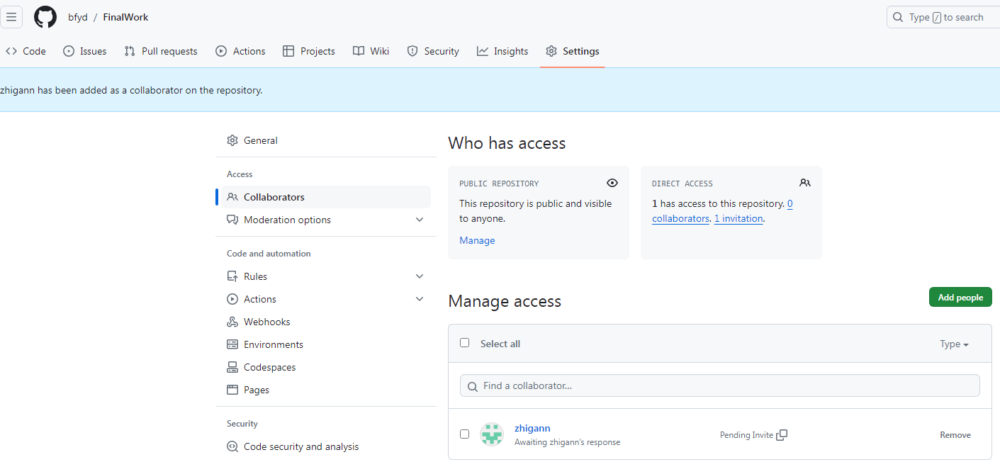 bfyd / FinalWork
Type / to search
Code Issues Pull requests Actions Projects Wiki Security Insights Settings
zhigann has been added as a collaborator on the repository.
General
Access
Collaborators
Moderation options
Code and automation
Rules
Actions
Webhooks
Environments
Codespaces
Pages
Security
Code security and analysis
Who has access
PUBLIC REPOSITORY
This repository is public and visible
to anyone.
Manage
DIRECT ACCESS
1 has access to this repository. 0
collaborators. 1 invitation.
Manage access
Add people
Select all
Type
Find a collaborator...
zhigann
Awaiting zhigann's response
Pending Invite
Remove